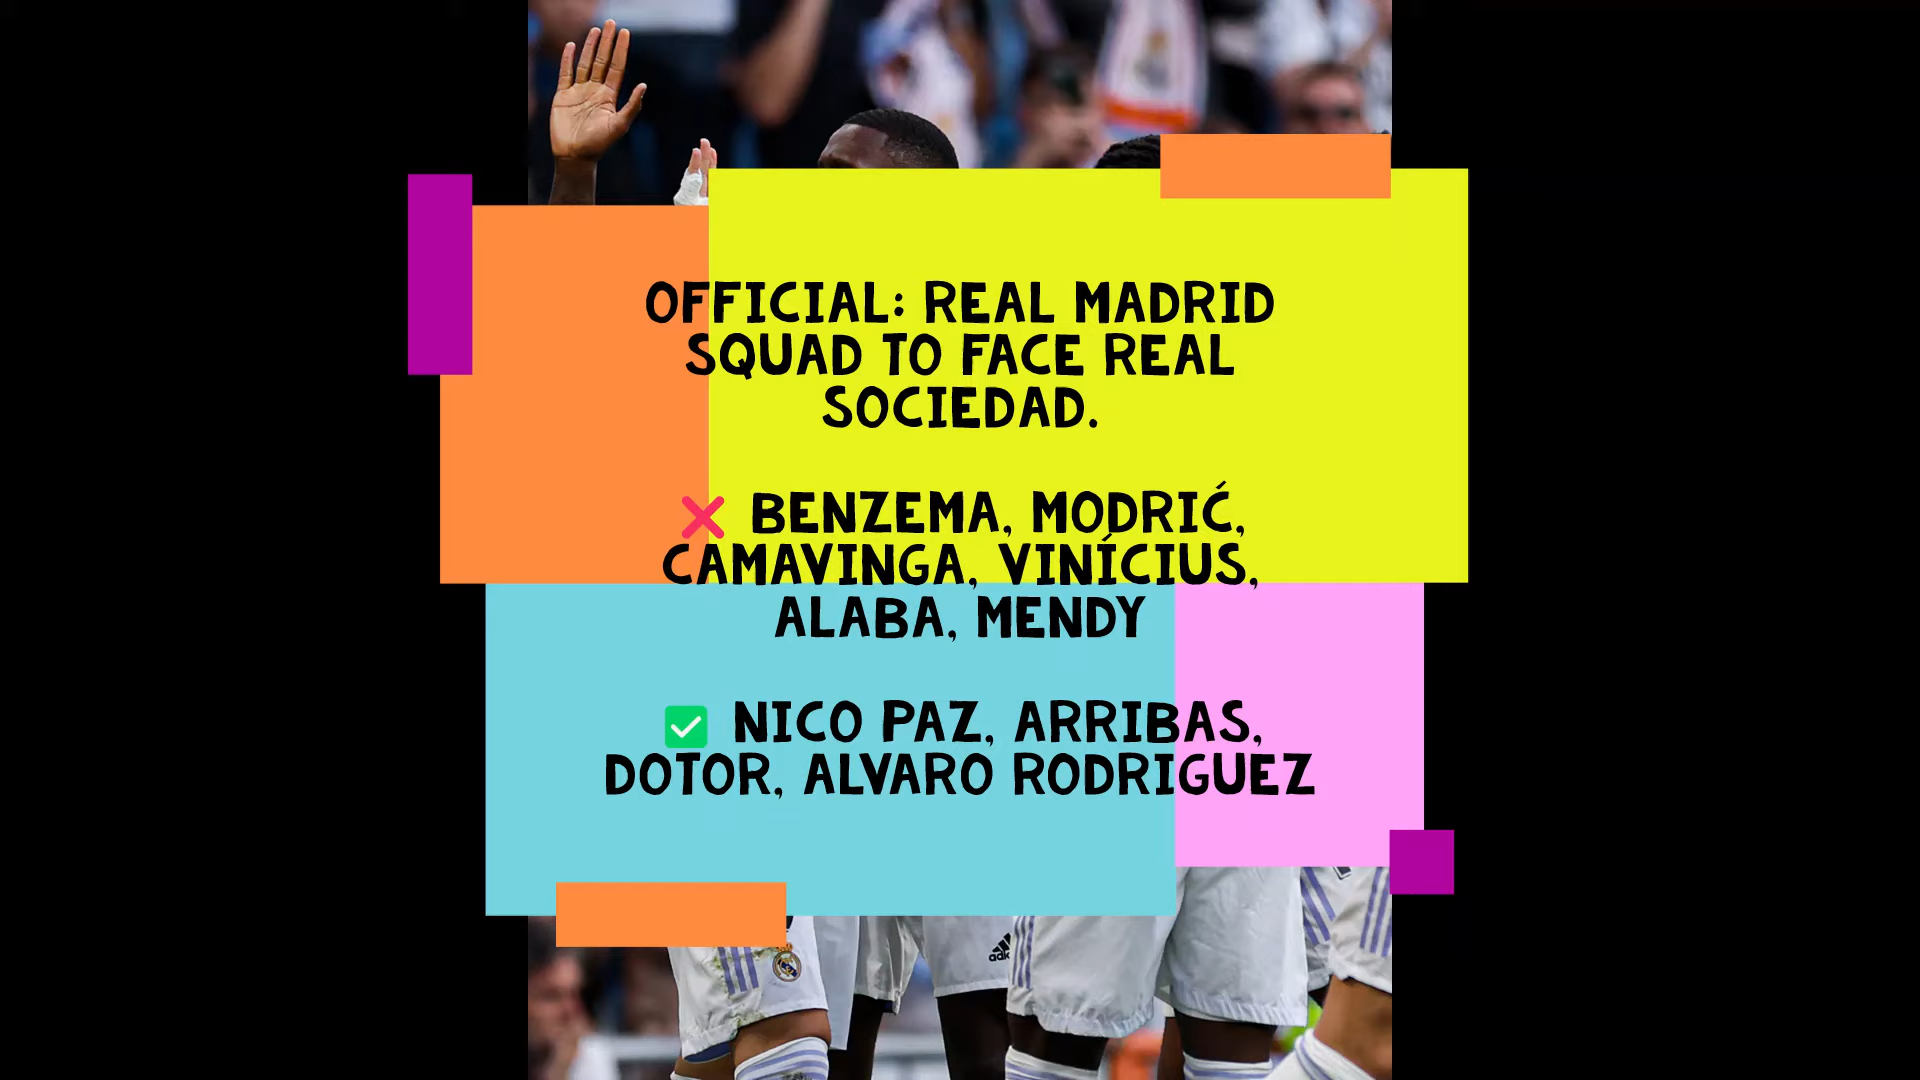 OFFICIAL: REAL MADRID
SQUAD TO FACE REAL
SOCIEDAD.
❌ BENZEMA, MODRIĆ,
CAMAVINGA, VINÍCIUS,
ALABA, MENDY
✅ NICO PAZ, ARRIBAS,
DOTOR, ALVARO RODRIGUEZ